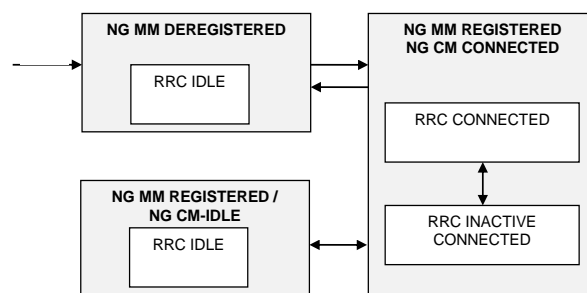 NG MM DEREGISTERED
RRC IDLE
NG MM REGISTERED
NG CM CONNECTED
RRC CONNECTED
RRC INACTIVE
CONNECTED
NG MM REGISTERED /
NG CM-IDLE
RRC IDLE